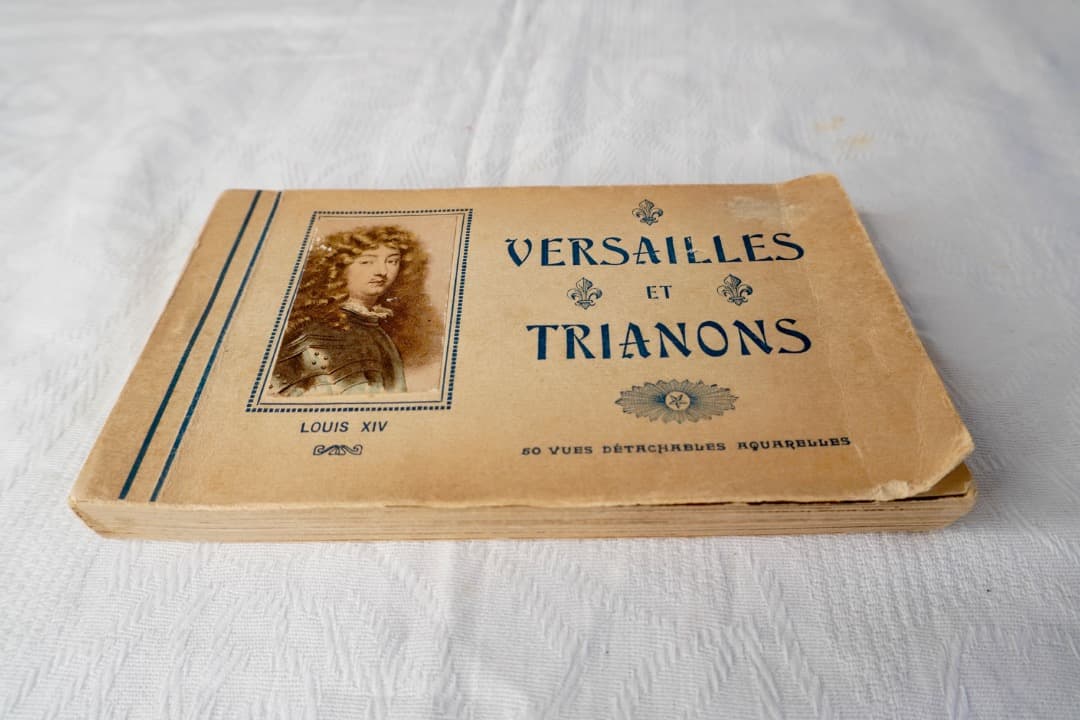 VERSAILLES
ET
TRIANONS
50 VUES DÉTACHABLES AQUARELLES
LOUIS XIV